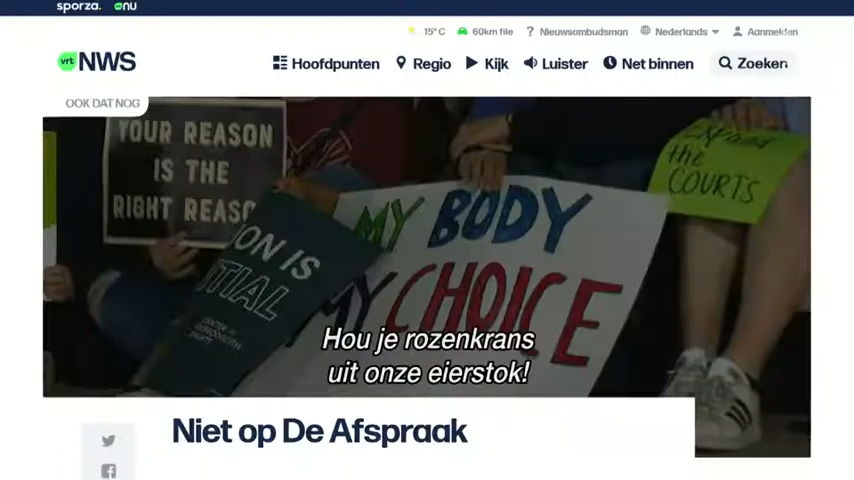 sporza. nu
15°C 60km file ? Nieuwsombudsman Nederlands Aanmelden
vrt NWS Hoofdpunten Regio Kijk Luister Net binnen Zoeken
OOK DAT NOG
YOUR REASON
IS THE
RIGHT REASO
the
COURTS
ON IS
TIAL
MY BODY
MY CHOICE
Hou je rozenkrans
uit onze eierstok!
Niet op De Afspraak